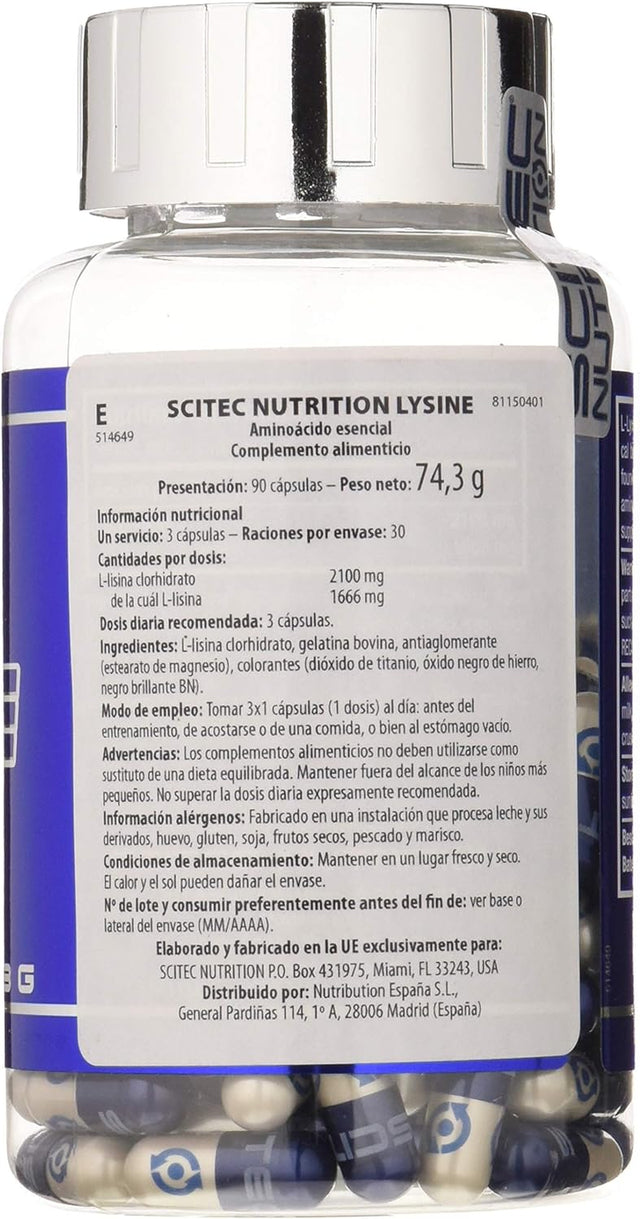 EC
ION
SCI
NUT
E
514649
SCITEC NUTRITION LYSINE
81150401
Aminoácido esencial
Complemento alimenticio
Presentación: 90 cápsulas – Peso neto: 74,3 g
Información nutricional
Un servicio: 3 cápsulas – Raciones por envase: 30
Cantidades por dosis:
L-lisina clorhidrato 2100 mg
de la cuál L-lisina 1666 mg
Dosis diaria recomendada: 3 cápsulas.
Ingredientes: L-lisina clorhidrato, gelatina bovina, antiaglomerante
(estearato de magnesio), colorantes (dióxido de titanio, óxido negro de hierro,
negro brillante BN).
Modo de empleo: Tomar 3x1 cápsulas (1 dosis) al día: antes del
entrenamiento, de acostarse o de una comida, o bien al estómago vacío.
Advertencias: Los complementos alimenticios no deben utilizarse como
sustituto de una dieta equilibrada. Mantener fuera del alcance de los niños más
pequeños. No superar la dosis diaria expresamente recomendada.
Información alérgenos: Fabricado en una instalación que procesa leche y sus
derivados, huevo, gluten, soja, frutos secos, pescado y marisco.
Condiciones de almacenamiento: Mantener en un lugar fresco y seco.
El calor y el sol pueden dañar el envase.
Nº de lote y consumir preferentemente antes del fin de: ver base o
lateral del envase (MM/AAAA).
Elaborado y fabricado en la UE exclusivamente para:
SCITEC NUTRITION P.O. Box 431975, Miami, FL 33243, USA
Distribuido por: Nutribution España S.L.,
General Pardiñas 114, 1º A, 28006 Madrid (España)
G
514649